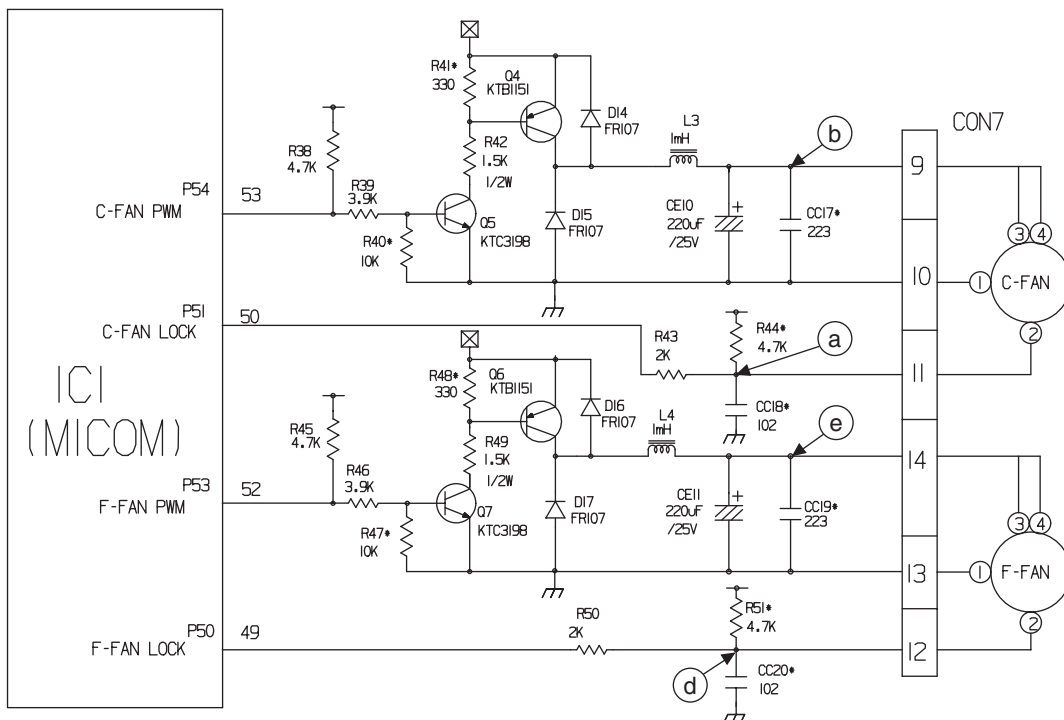 R41*
330
Q4
KTB1151
D14
FR107
L3
1mH
b
CON7
R38
4.7K
R42
1.5K
1/2W
P54
53
C-FAN PWM
R39
3.9K
R40*
10K
Q5
KTC3198
D15
FR107
CE10
220uF
/25V
CC17*
223
9
10
3
4
1
C-FAN
2
P51
50
C-FAN LOCK
R43
2K
R44*
4.7K
a
11
CC18*
102
IC1
(MICOM)
R48*
330
Q6
KTB1151
D16
FR107
L4
1mH
e
R45
4.7K
R49
1.5K
1/2W
14
P53
52
F-FAN PWM
R46
3.9K
R47*
10K
Q7
KTC3198
D17
FR107
CE11
220uF
/25V
CC19*
223
3
4
13
1
F-FAN
2
P50
49
F-FAN LOCK
R50
2K
R51*
4.7K
12
d
CC20*
102